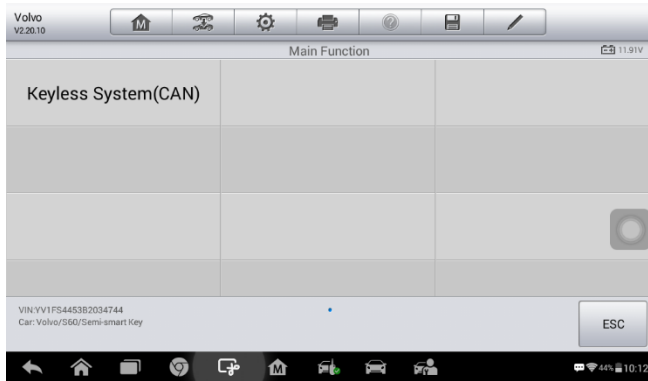 Volvo
V2.20.10
Main Function
11.91V
Keyless System(CAN)
VIN:YV1FS4453B2034744
Car: Volvo/S60/Semi-smart Key
ESC
44% 10:12